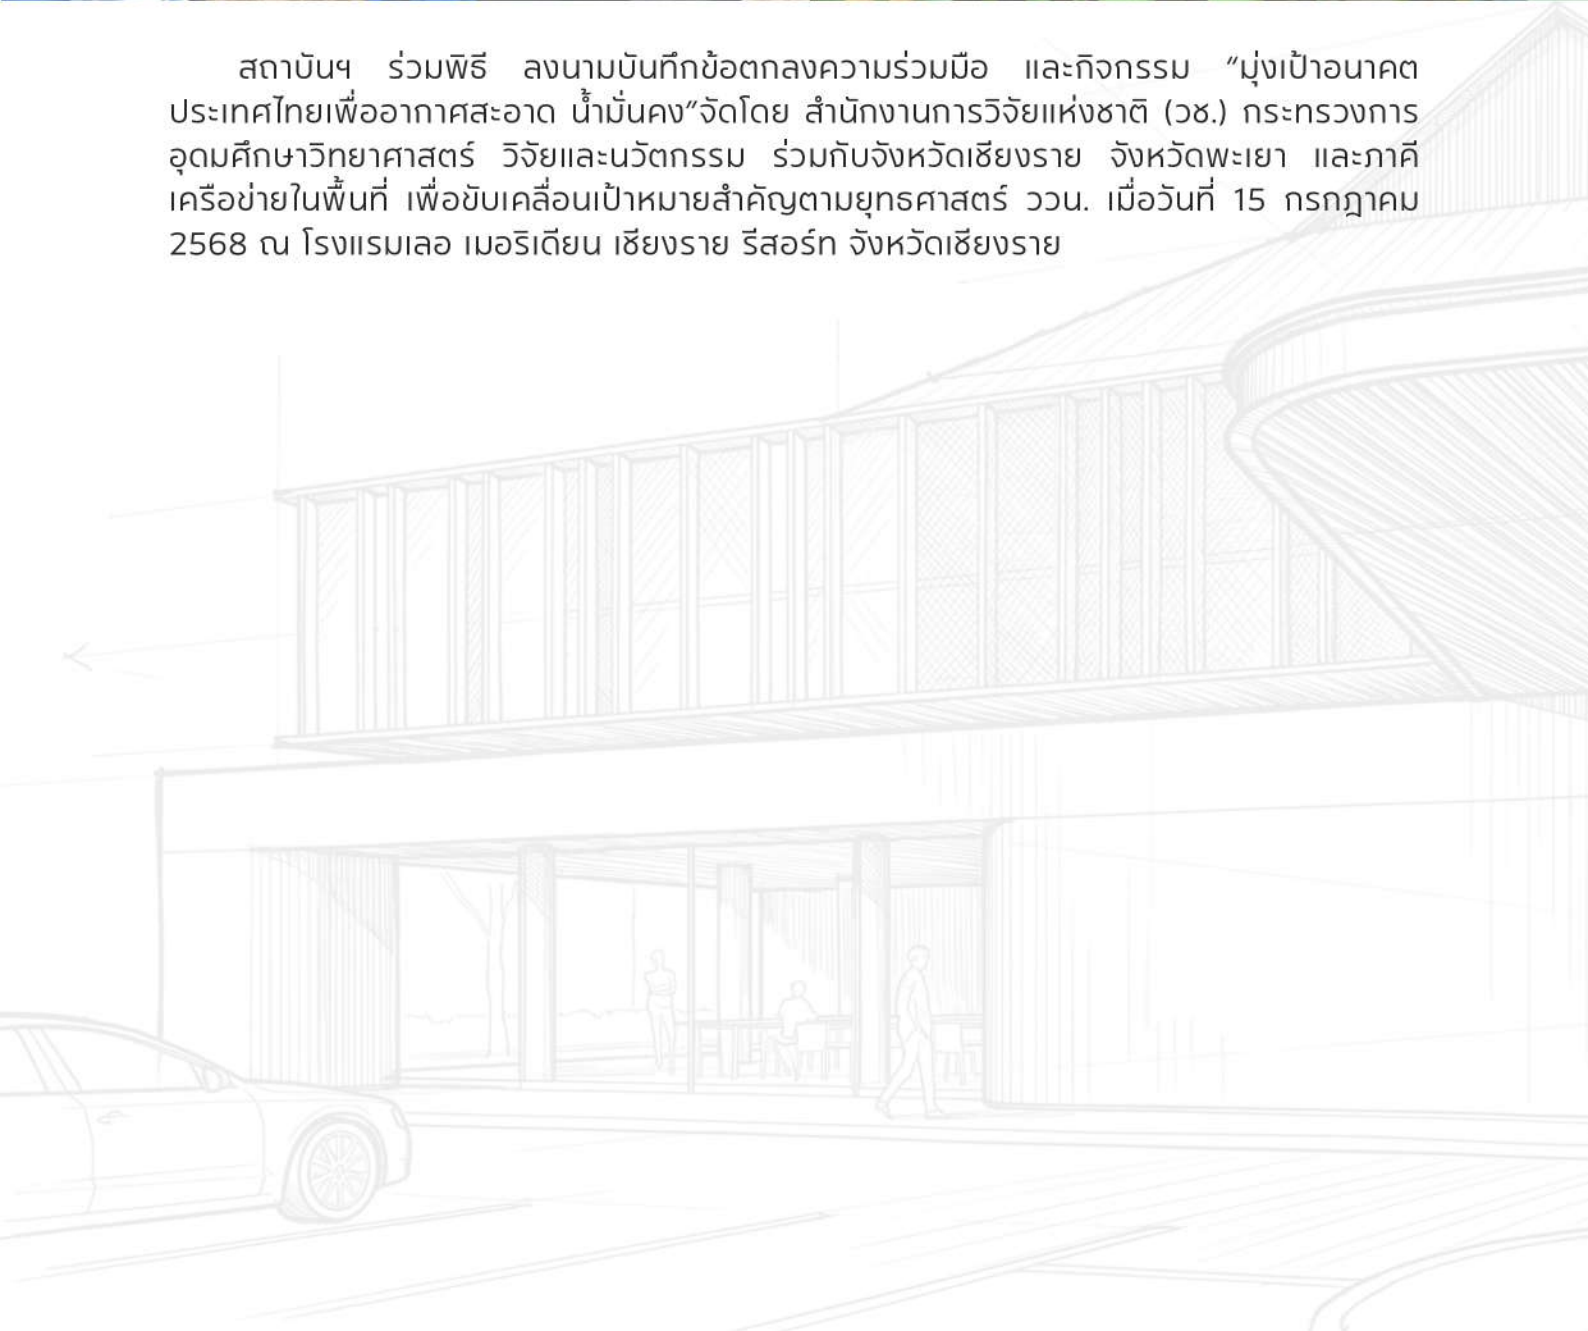 สถาบันฯ ร่วมพิธี ลงนามบันทึกข้อตกลงความร่วมมือ และกิจกรรม "มุ่งเป้าอนาคต
ประเทศไทยเพื่ออากาศสะอาด น้ำมั่นคง"จัดโดย สำนักงานการวิจัยแห่งชาติ (วช.) กระทรวงการ
อุดมศึกษาวิทยาศาสตร์ วิจัยและนวัตกรรม ร่วมกับจังหวัดเชียงราย จังหวัดพะเยา และภาคี
เครือข่ายในพื้นที่ เพื่อขับเคลื่อนเป้าหมายสำคัญตามยุทธศาสตร์ ววน. เมื่อวันที่ 15 กรกฎาคม
2568 ณ โรงแรมเลอ เมอริเดียน เชียงราย รีสอร์ท จังหวัดเชียงราย